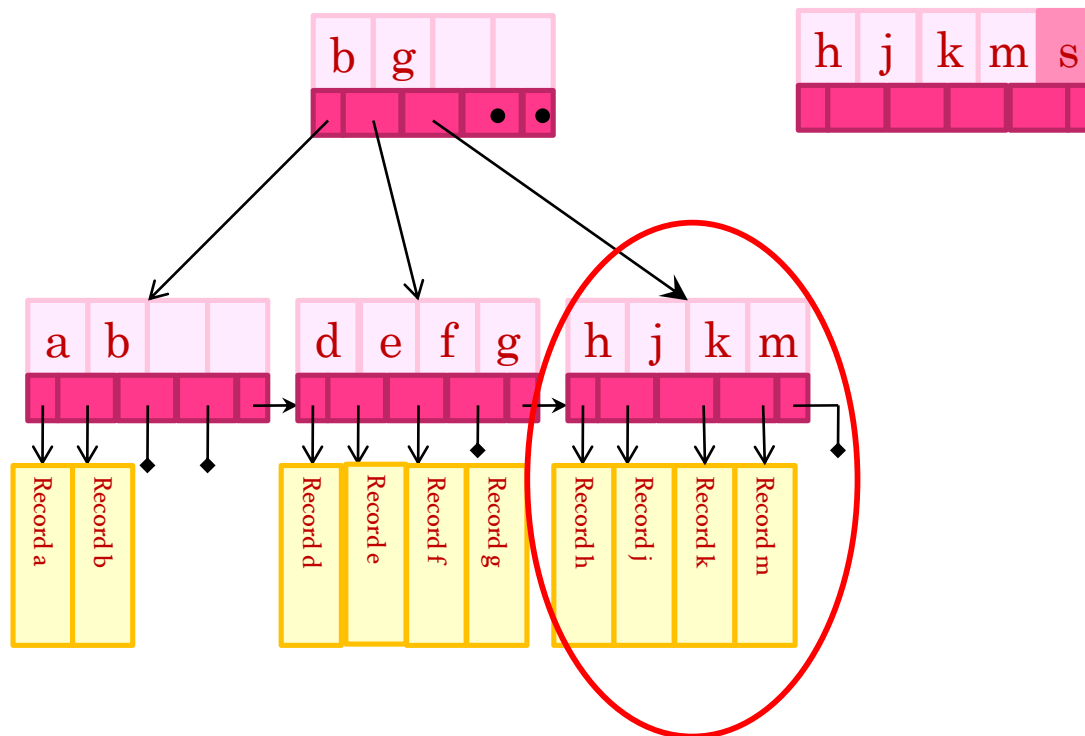 b g
h j k m s
a b
d e f g
h j k m
Record a
Record b
Record d
Record e
Record f
Record g
Record h
Record j
Record k
Record m